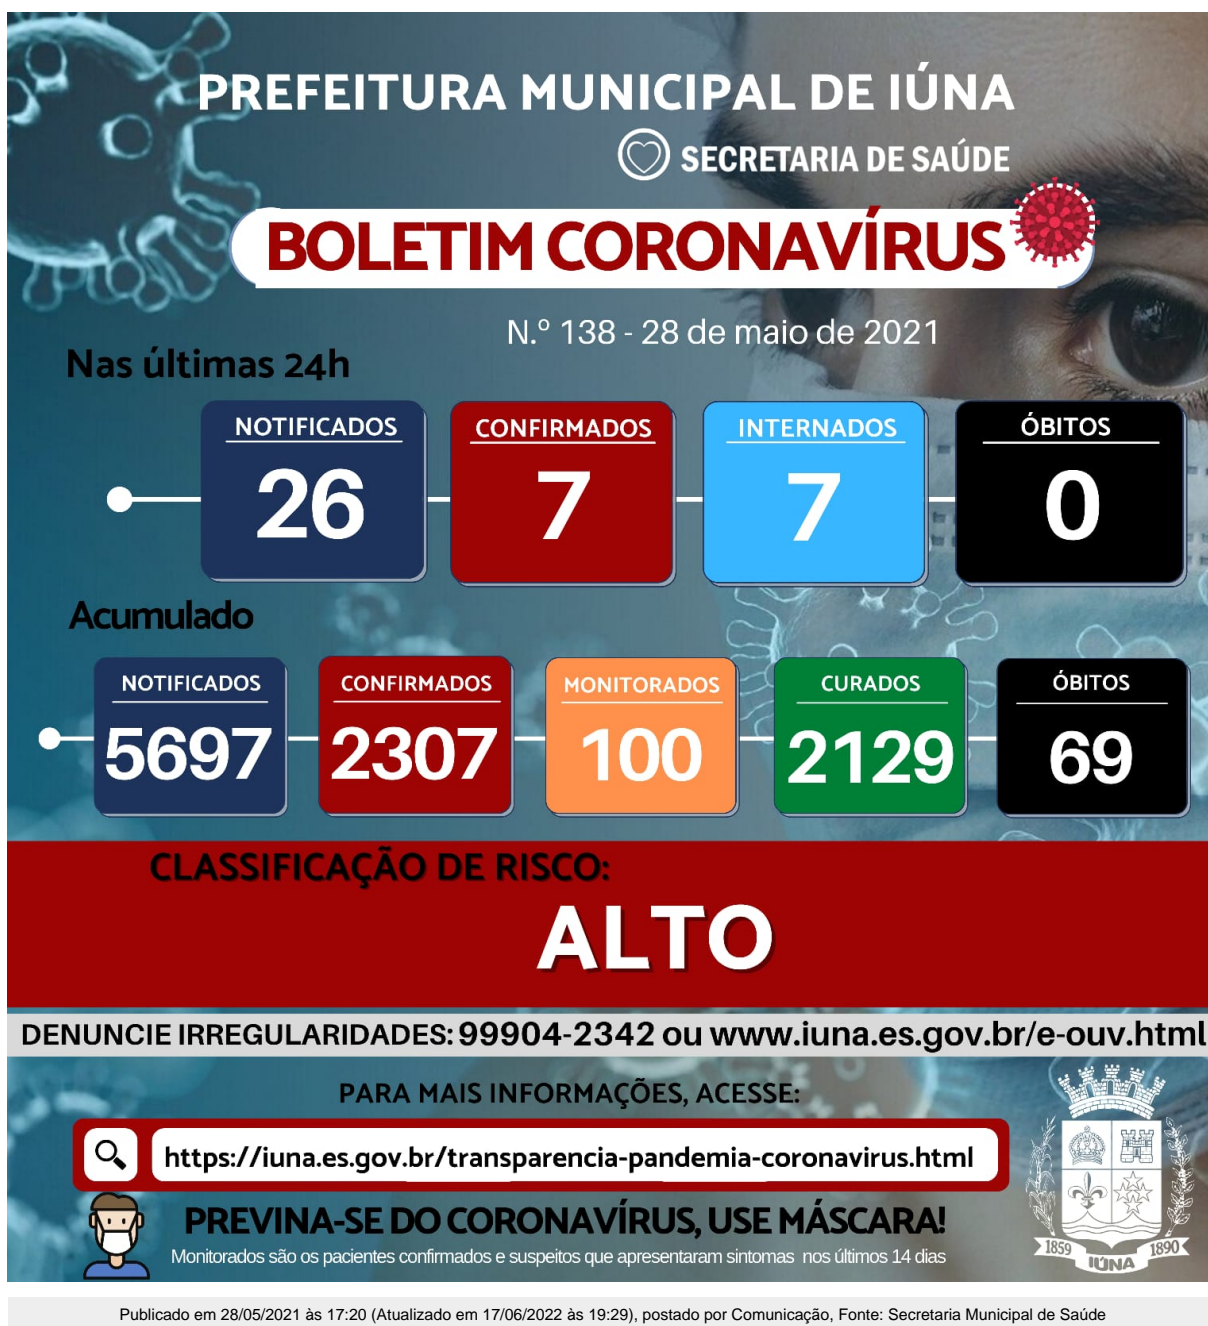 PREFEITURA MUNICIPAL DE IÚNA
SECRETARIA DE SAÚDE
BOLETIM CORONAVÍRUS
N.º 138 - 28 de maio de 2021
Nas últimas 24h
NOTIFICADOS CONFIRMADOS INTERNADOS ÓBITOS
26 7 7 0
Acumulado
NOTIFICADOS CONFIRMADOS MONITORADOS CURADOS ÓBITOS
5697 2307 100 2129 69
CLASSIFICAÇÃO DE RISCO:
ALTO
DENUNCIE IRREGULARIDADES: 99904-2342 ou www.iuna.es.gov.br/e-ouv.html
PARA MAIS INFORMAÇÕES, ACESSE:
https://iuna.es.gov.br/transparencia-pandemia-coronavirus.html
PREVINA-SE DO CORONAVÍRUS, USE MÁSCARA!
Monitorados são os pacientes confirmados e suspeitos que apresentaram sintomas nos últimos 14 dias
1859 IÚNA 1890
Publicado em 28/05/2021 às 17:20 (Atualizado em 17/06/2022 às 19:29), postado por Comunicação, Fonte: Secretaria Municipal de Saúde